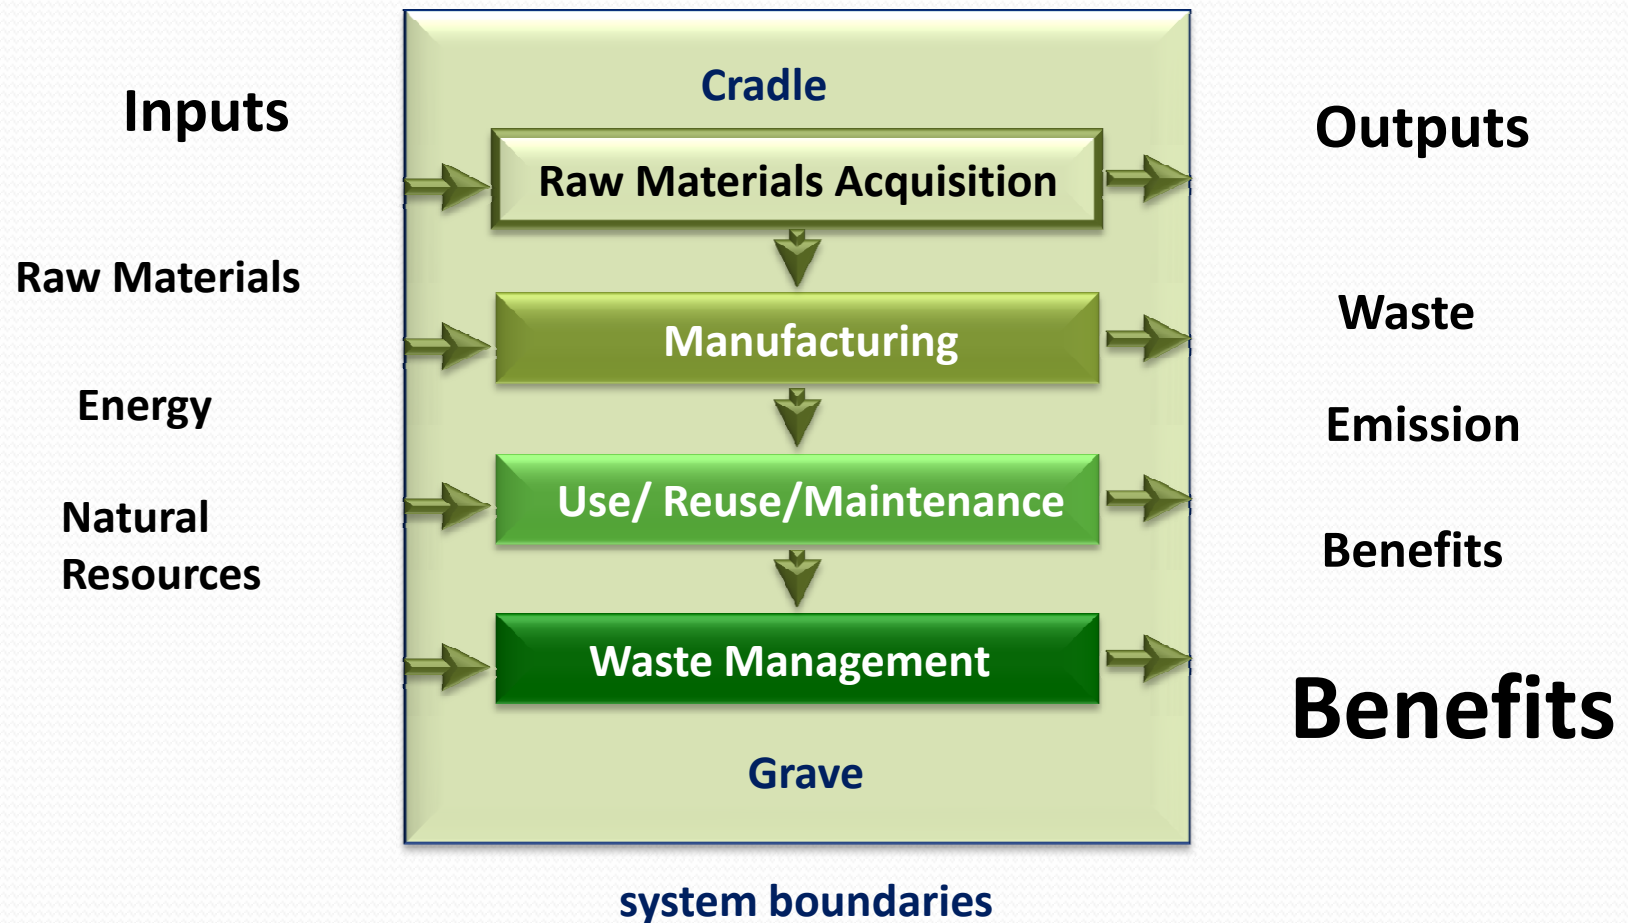 Cradle
Inputs
Outputs
Raw Materials Acquisition
Raw Materials
Waste
Manufacturing
Energy
Emission
Use/ Reuse/Maintenance
Natural
Resources
Benefits
Waste Management
Benefits
Grave
system boundaries